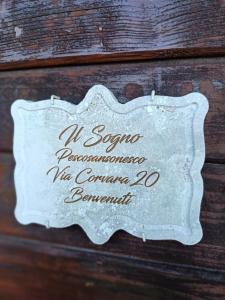 Il Sogno
Pescosansonesco
Via Corvara 20
Benvenuti